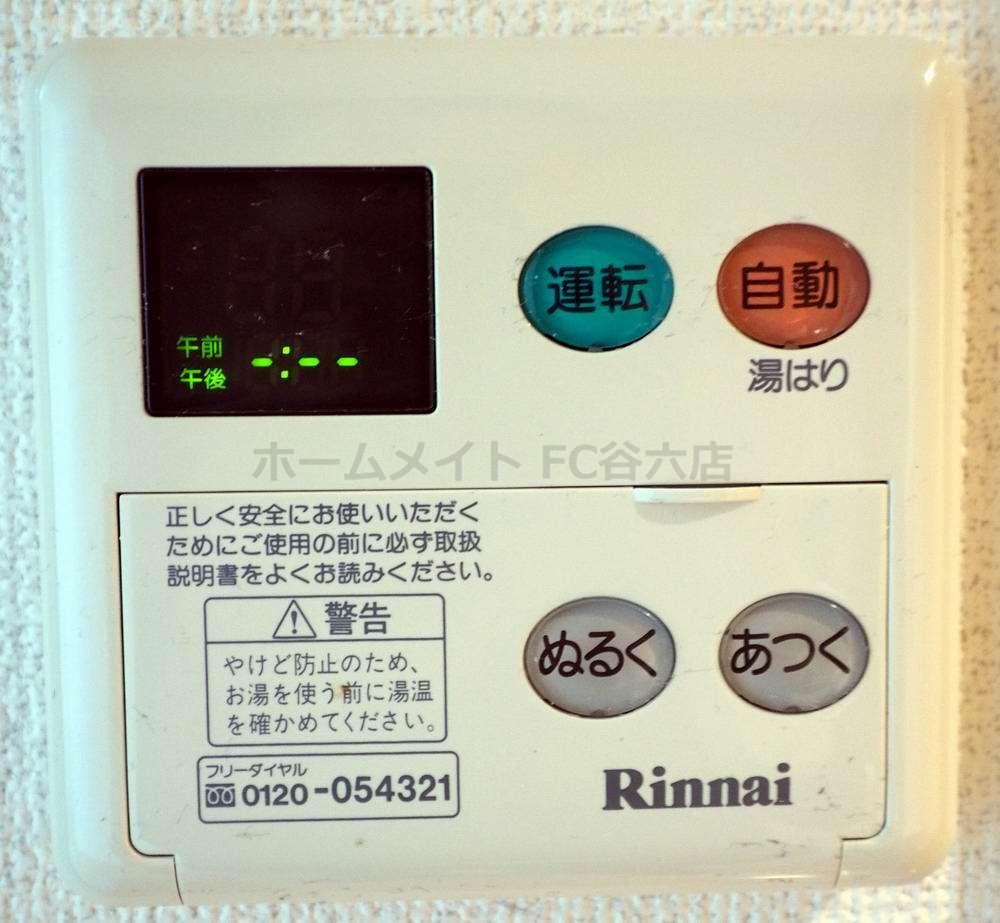 午前
午後 -:--
運転
自動
湯はり
ホームメイト FC谷六店
正しく安全にお使いいただく
ためにご使用の前に必ず取扱
説明書をよくお読みください。
警告
やけど防止のため、
お湯を使う前に湯温
を確かめてください。
フリーダイヤル
0120-054321
ぬるく
あつく
Rinnai